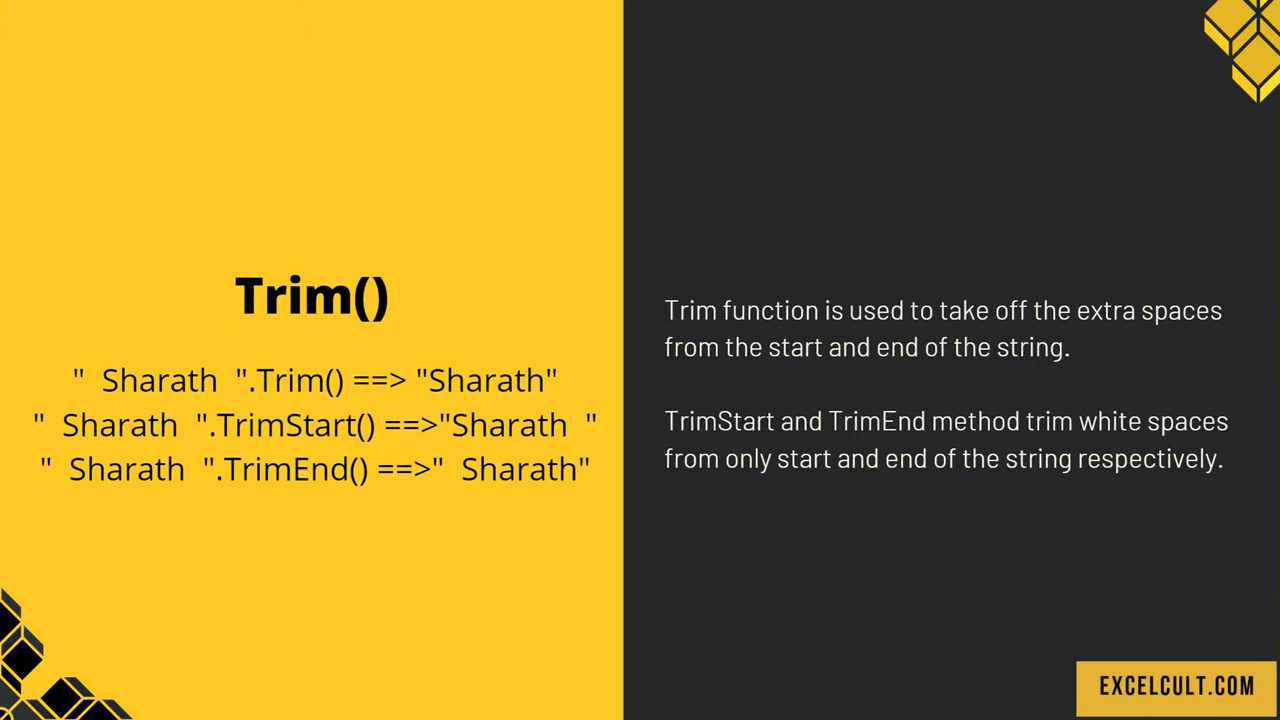 Trim()
"  Sharath  ".Trim() ==> "Sharath"
"  Sharath  ".TrimStart() ==>"Sharath  "
"  Sharath  ".TrimEnd() ==>"  Sharath"
Trim function is used to take off the extra spaces
from the start and end of the string.
TrimStart and TrimEnd method trim white spaces
from only start and end of the string respectively.
EXCELCULT.COM